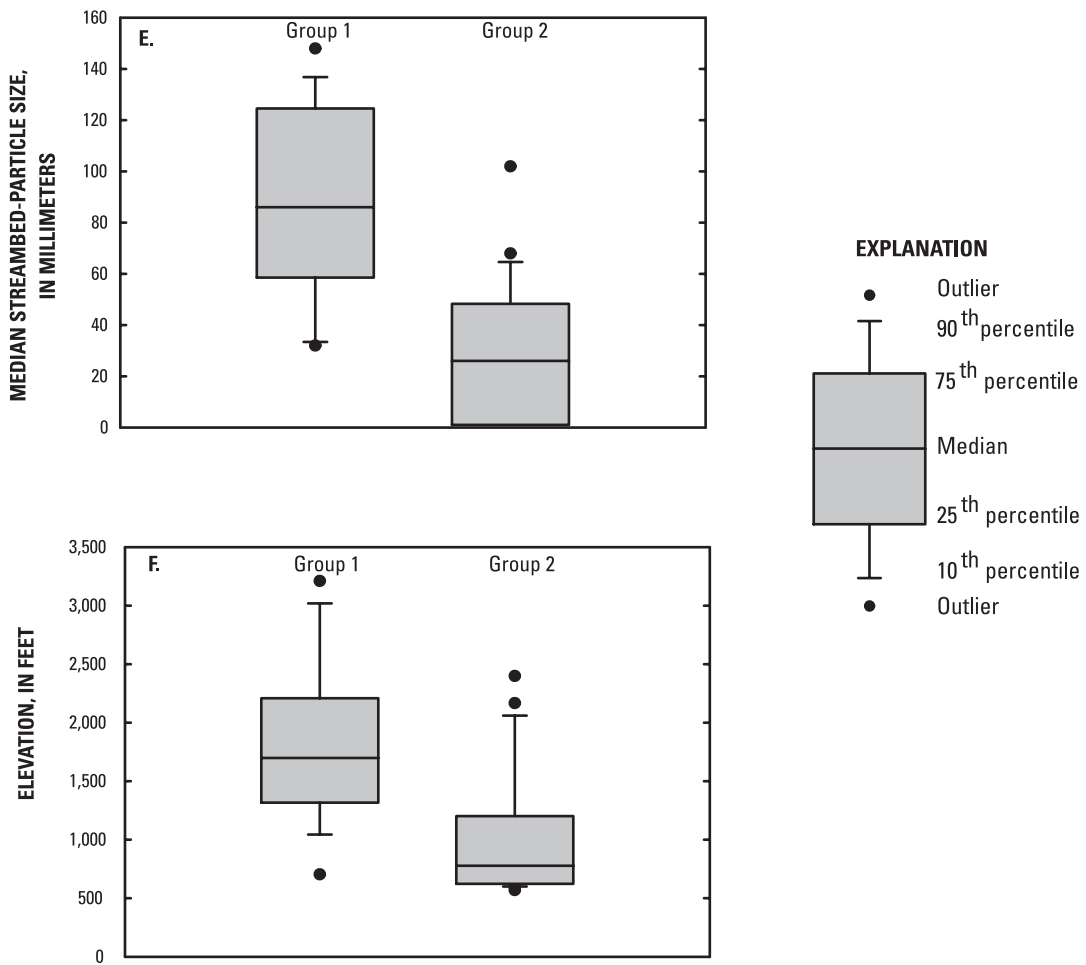 E.
Group 1
Group 2
160
140
120
100
80
60
40
20
0
MEDIAN STREAMBED-PARTICLE SIZE,
IN MILLIMETERS
F.
Group 1
Group 2
3,500
3,000
2,500
2,000
1,500
1,000
500
0
ELEVATION, IN FEET
EXPLANATION
Outlier
90th percentile
75th percentile
Median
25th percentile
10th percentile
Outlier